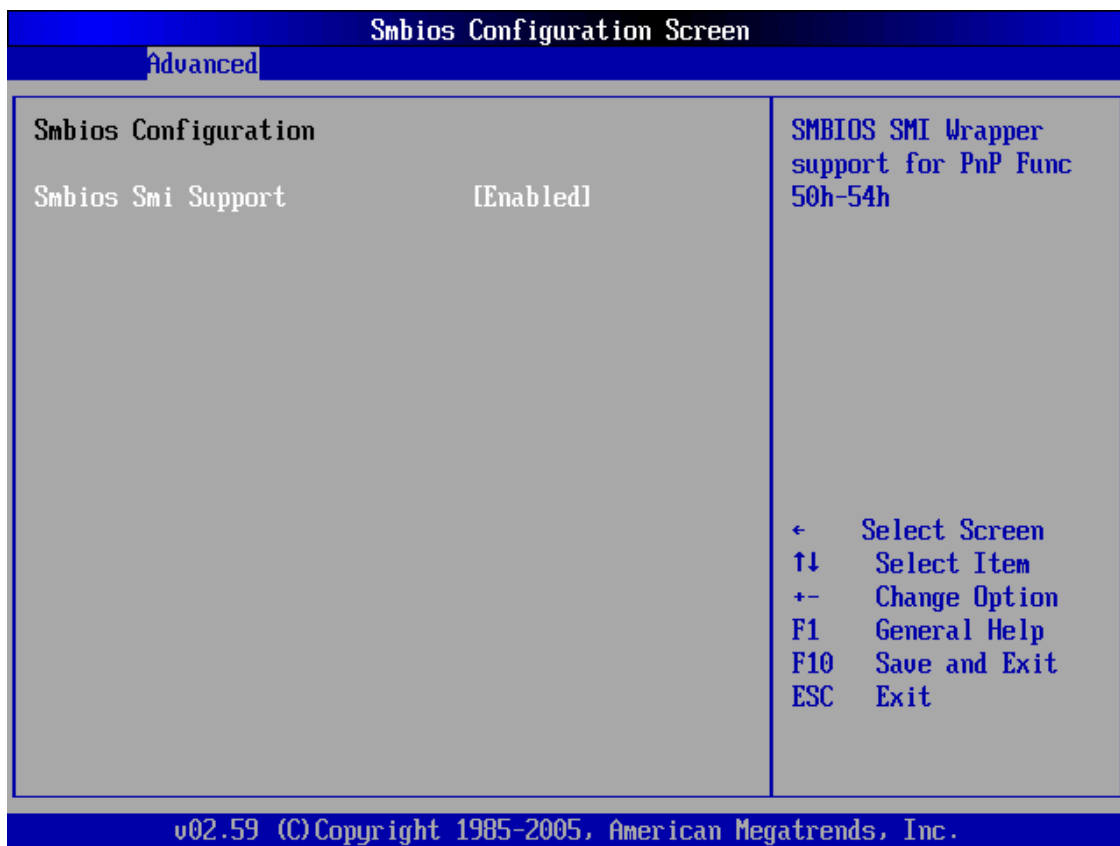 Smbios Configuration Screen
Advanced
Smbios Configuration
Smbios Smi Support [Enabled]
SMBIOS SMI Wrapper
support for PnP Func
50h-54h
← Select Screen
↑↓ Select Item
+- Change Option
F1 General Help
F10 Save and Exit
ESC Exit
v02.59 (C)Copyright 1985-2005, American Megatrends, Inc.